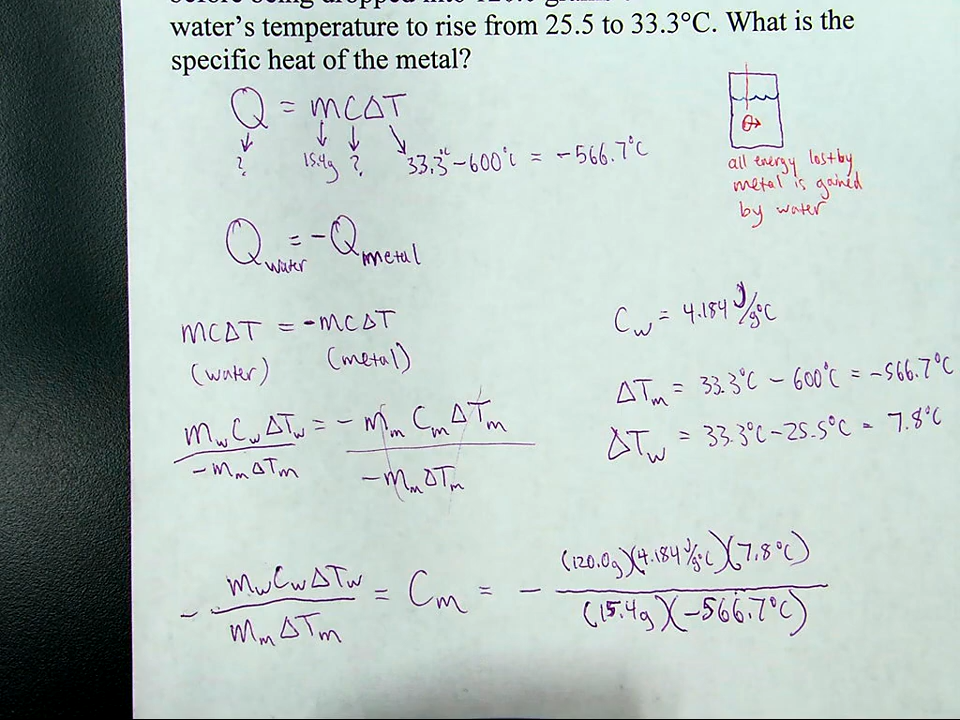 water's temperature to rise from 25.5 to 33.3°C. What is the
specific heat of the metal?
Q = mCΔT
? 15.4g ? 33.3°C - 600°C = -566.7°C
all energy lost by
metal is gained
by water
Qwater = -Qmetal
mCΔT = -mCΔT
(water) (metal)
Cw = 4.184 J/g°C
ΔTm = 33.3°C - 600°C = -566.7°C
ΔTw = 33.3°C - 25.5°C = 7.8°C
mwCwΔTw = - mmCmΔTm
-mmΔTm -mmΔTm
- mwCwΔTw = Cm = - (120.0g)(4.184 J/g°C)(7.8°C)
mmΔTm (15.4g)(-566.7°C)